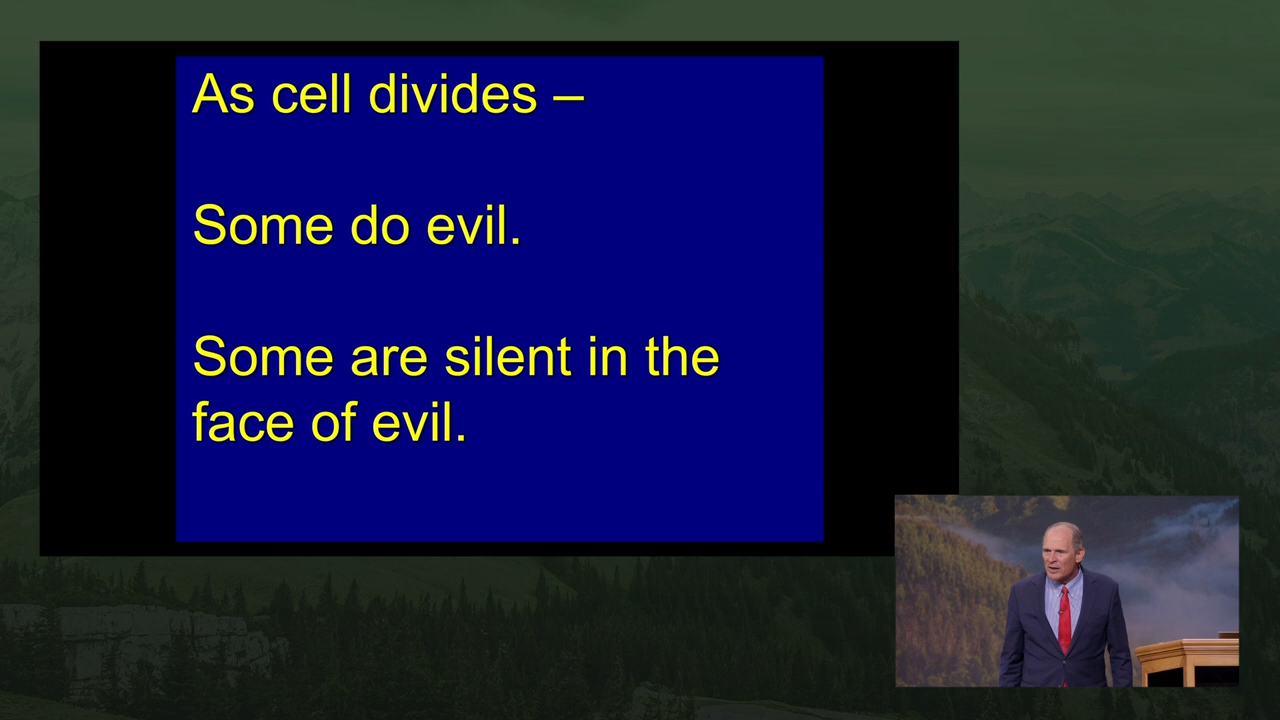 As cell divides –
Some do evil.
Some are silent in the
face of evil.